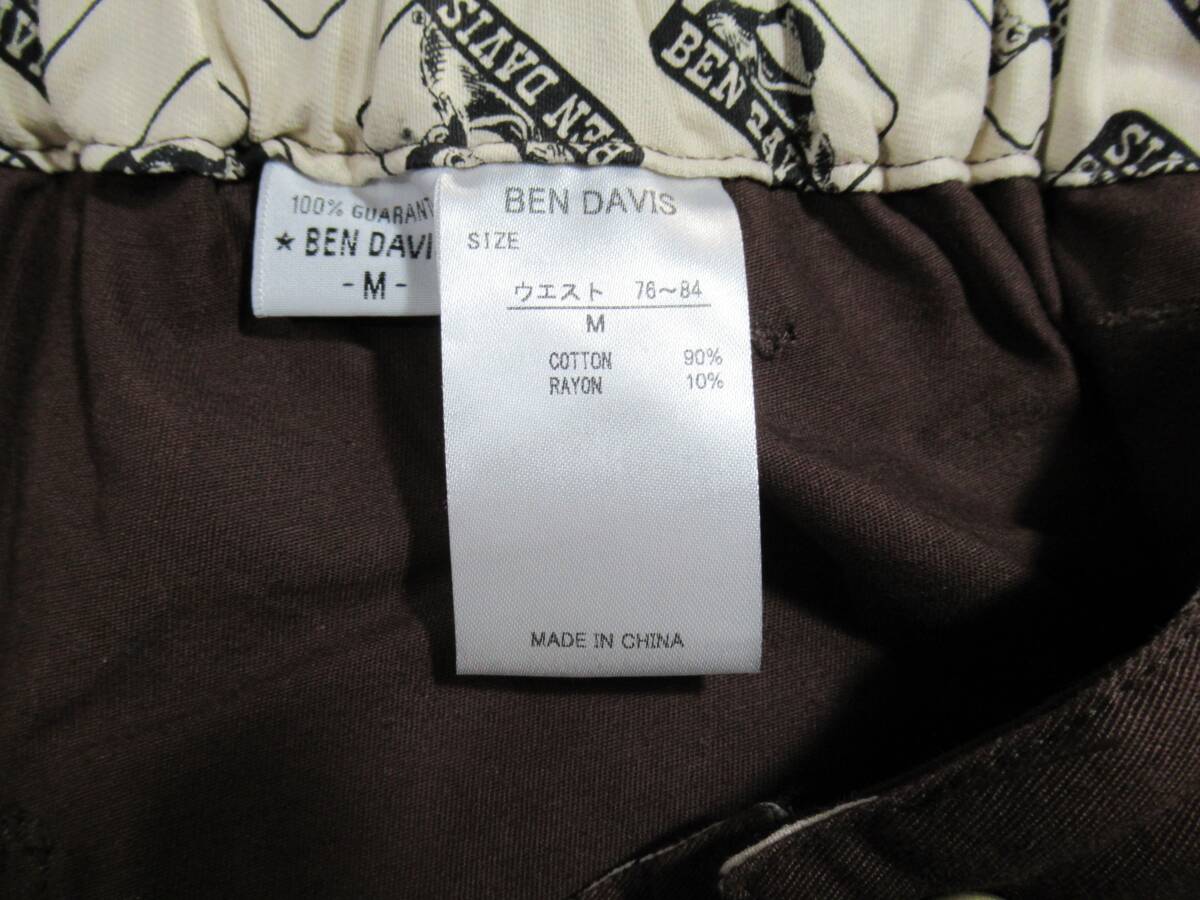 BEN DAVIS
BEN DAVIS
100% GUARANT
★ BEN DAVI
- M -
BEN DAVIS
SIZE
ウエスト 76～84
M
COTTON 90%
RAYON 10%
MADE IN CHINA